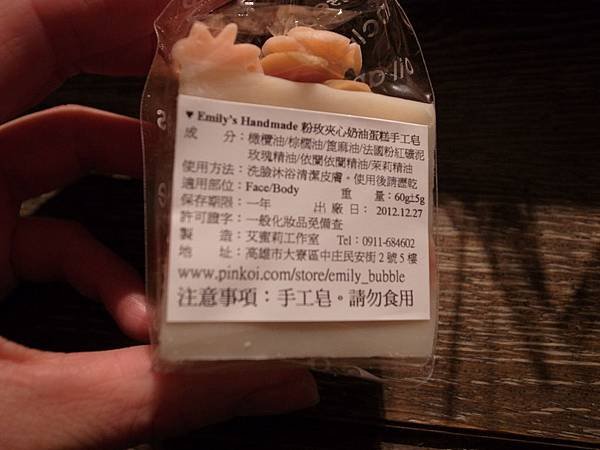 ▼ Emily's Handmade 粉玫夾心奶油蛋糕手工皂
成　　分：橄欖油/棕櫚油/篦麻油/法國粉紅礦泥
玫瑰精油/依蘭依蘭精油/茉莉精油
使用方法：洗臉沐浴清潔皮膚。使用後請瀝乾
適用部位：Face/Body　重　　量：60g±5g
保存期限：一年　出 廠 日： 2012.12.27
許可證字：一般化妝品免備查
製　　造：艾蜜莉工作室　Tel：0911-684602
地　　址：高雄市大寮區中庄民安街2號5樓
www.pinkoi.com/store/emily_bubble
注意事項：手工皂。請勿食用